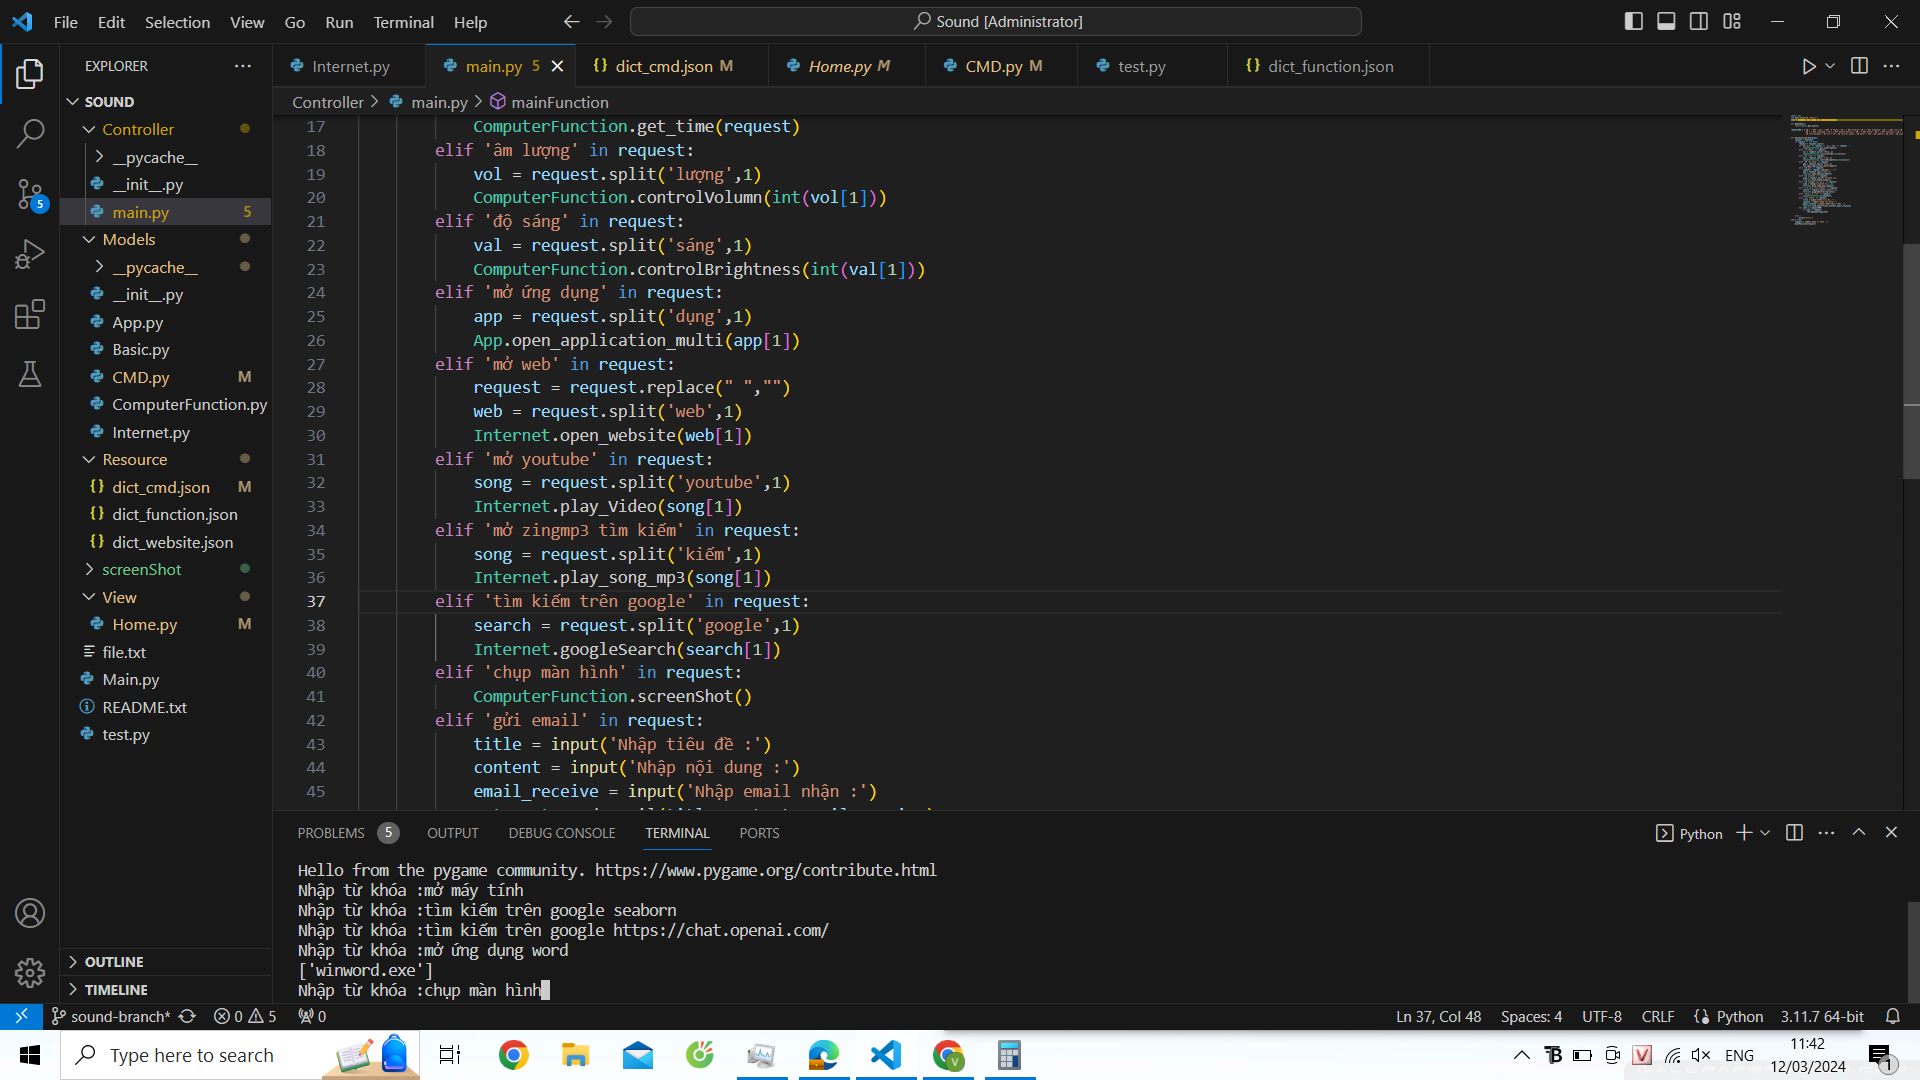 File Edit Selection View Go Run Terminal Help
Sound [Administrator]
EXPLORER
Internet.py
main.py 5
dict_cmd.json M
Home.py M
CMD.py M
test.py
dict_function.json
Controller > main.py > mainFunction
SOUND
Controller
__pycache__
__init__.py
main.py 5
Models
__pycache__
__init__.py
App.py
Basic.py
CMD.py M
ComputerFunction.py
Internet.py
Resource
dict_cmd.json M
dict_function.json
dict_website.json
screenShot
View
Home.py M
file.txt
Main.py
README.txt
test.py
OUTLINE
TIMELINE
5
17 ComputerFunction.get_time(request)
18 elif 'âm lượng' in request:
19 vol = request.split('lượng',1)
20 ComputerFunction.controlVolumn(int(vol[1]))
21 elif 'độ sáng' in request:
22 val = request.split('sáng',1)
23 ComputerFunction.controlBrightness(int(val[1]))
24 elif 'mở ứng dụng' in request:
25 app = request.split('dụng',1)
26 App.open_application_multi(app[1])
27 elif 'mở web' in request:
28 request = request.replace(" ","")
29 web = request.split('web',1)
30 Internet.open_website(web[1])
31 elif 'mở youtube' in request:
32 song = request.split('youtube',1)
33 Internet.play_Video(song[1])
34 elif 'mở zingmp3 tìm kiếm' in request:
35 song = request.split('kiếm',1)
36 Internet.play_song_mp3(song[1])
37 elif 'tìm kiếm trên google' in request:
38 search = request.split('google',1)
39 Internet.googleSearch(search[1])
40 elif 'chụp màn hình' in request:
41 ComputerFunction.screenShot()
42 elif 'gửi email' in request:
43 title = input('Nhập tiêu đề :')
44 content = input('Nhập nội dung :')
45 email_receive = input('Nhập email nhận :')
PROBLEMS 5 OUTPUT DEBUG CONSOLE TERMINAL PORTS
Python
Hello from the pygame community. https://www.pygame.org/contribute.html
Nhập từ khóa :mở máy tính
Nhập từ khóa :tìm kiếm trên google seaborn
Nhập từ khóa :tìm kiếm trên google https://chat.openai.com/
Nhập từ khóa :mở ứng dụng word
['winword.exe']
Nhập từ khóa :chụp màn hình
sound-branch* 0 5 0
Ln 37, Col 48 Spaces: 4 UTF-8 CRLF Python 3.11.7 64-bit
Type here to search
ENG
11:42
12/03/2024
1